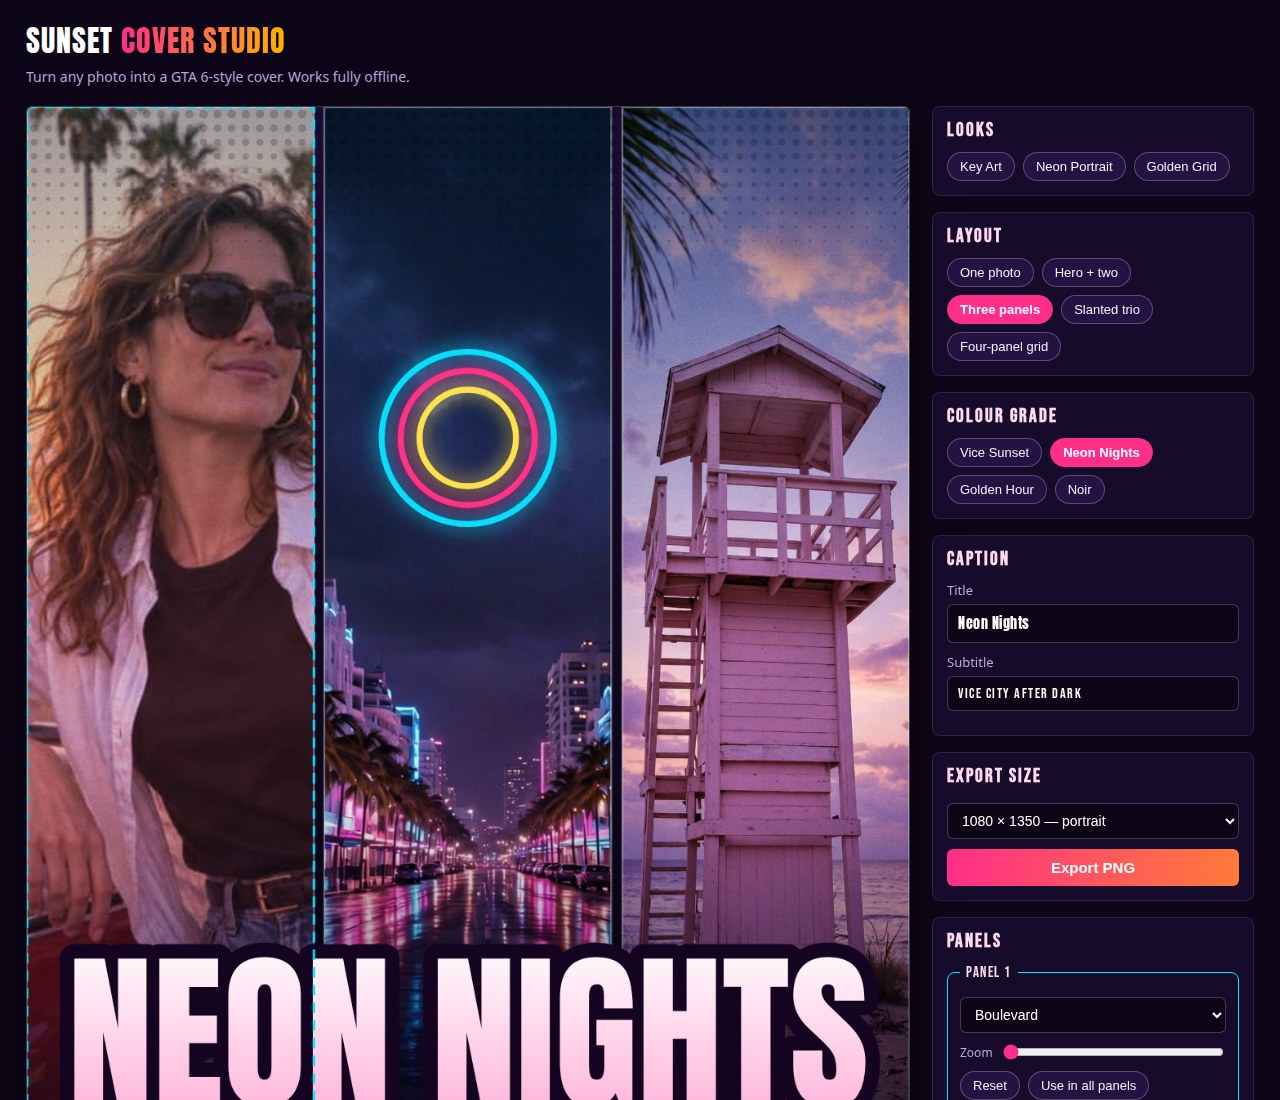 SUNSET COVER STUDIO
Turn any photo into a GTA 6-style cover. Works fully offline.
NEON NIGHTS
LOOKS
Key Art
Neon Portrait
Golden Grid
LAYOUT
One photo
Hero + two
Three panels
Slanted trio
Four-panel grid
COLOUR GRADE
Vice Sunset
Neon Nights
Golden Hour
Noir
CAPTION
Title
Neon Nights
Subtitle
VICE CITY AFTER DARK
EXPORT SIZE
1080 × 1350 — portrait
Export PNG
PANELS
PANEL 1
Boulevard
Zoom
Reset
Use in all panels